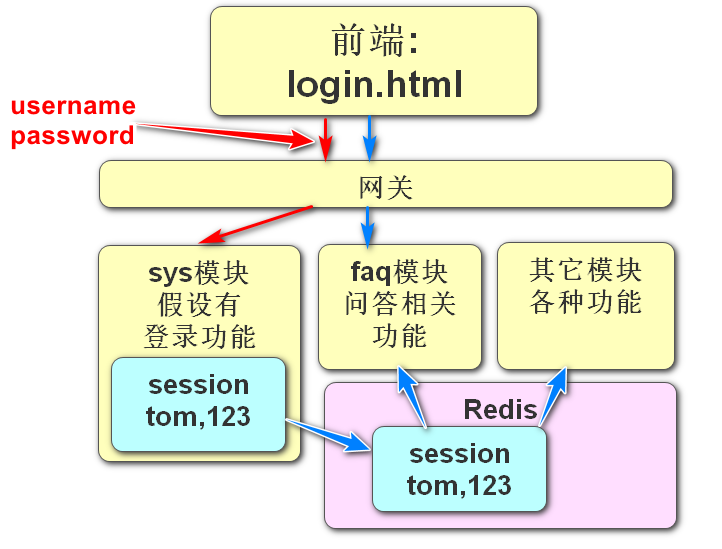 前端:
login.html
username
password
网关
sys模块
假设有
登录功能
session
tom,123
faq模块
问答相关
功能
其它模块
各种功能
Redis
session
tom,123